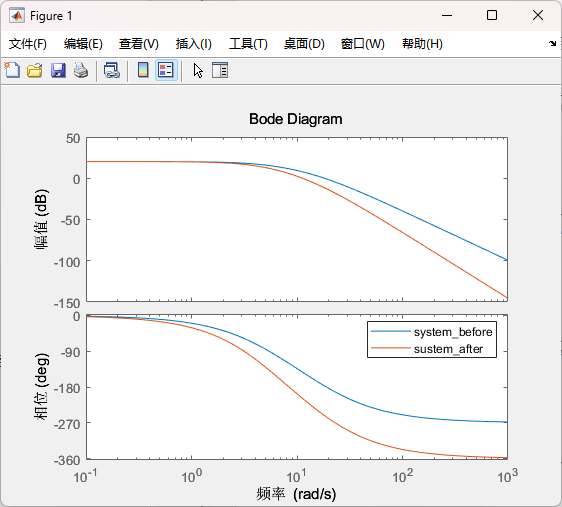 Figure 1
文件(F) 编辑(E) 查看(V) 插入(I) 工具(T) 桌面(D) 窗口(W) 帮助(H)
Bode Diagram
50
0
-50
-100
-150
幅值 (dB)
0
-90
-180
-270
-360
相位 (deg)
system_before
sustem_after
10-1 100 101 102 103
频率 (rad/s)